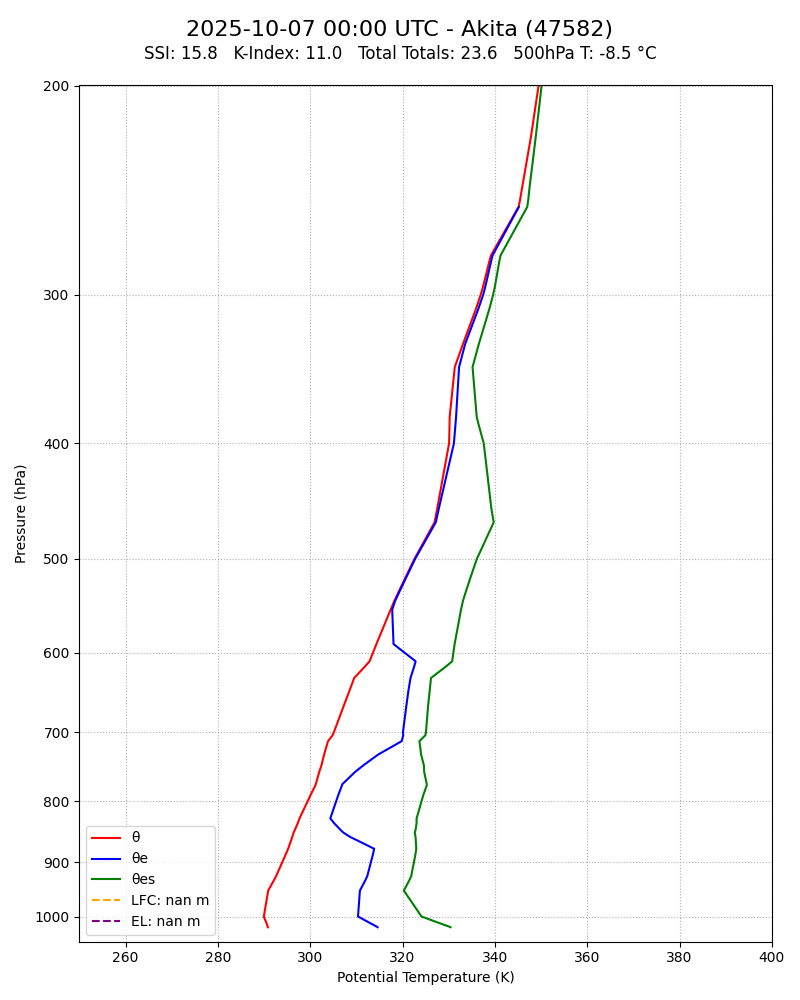 2025-10-07 00:00 UTC - Akita (47582)
SSI: 15.8   K-Index: 11.0   Total Totals: 23.6   500hPa T: -8.5 °C
200
300
400
500
600
700
800
900
1000
Pressure (hPa)
θ
θe
θes
LFC: nan m
EL: nan m
260 280 300 320 340 360 380 400
Potential Temperature (K)